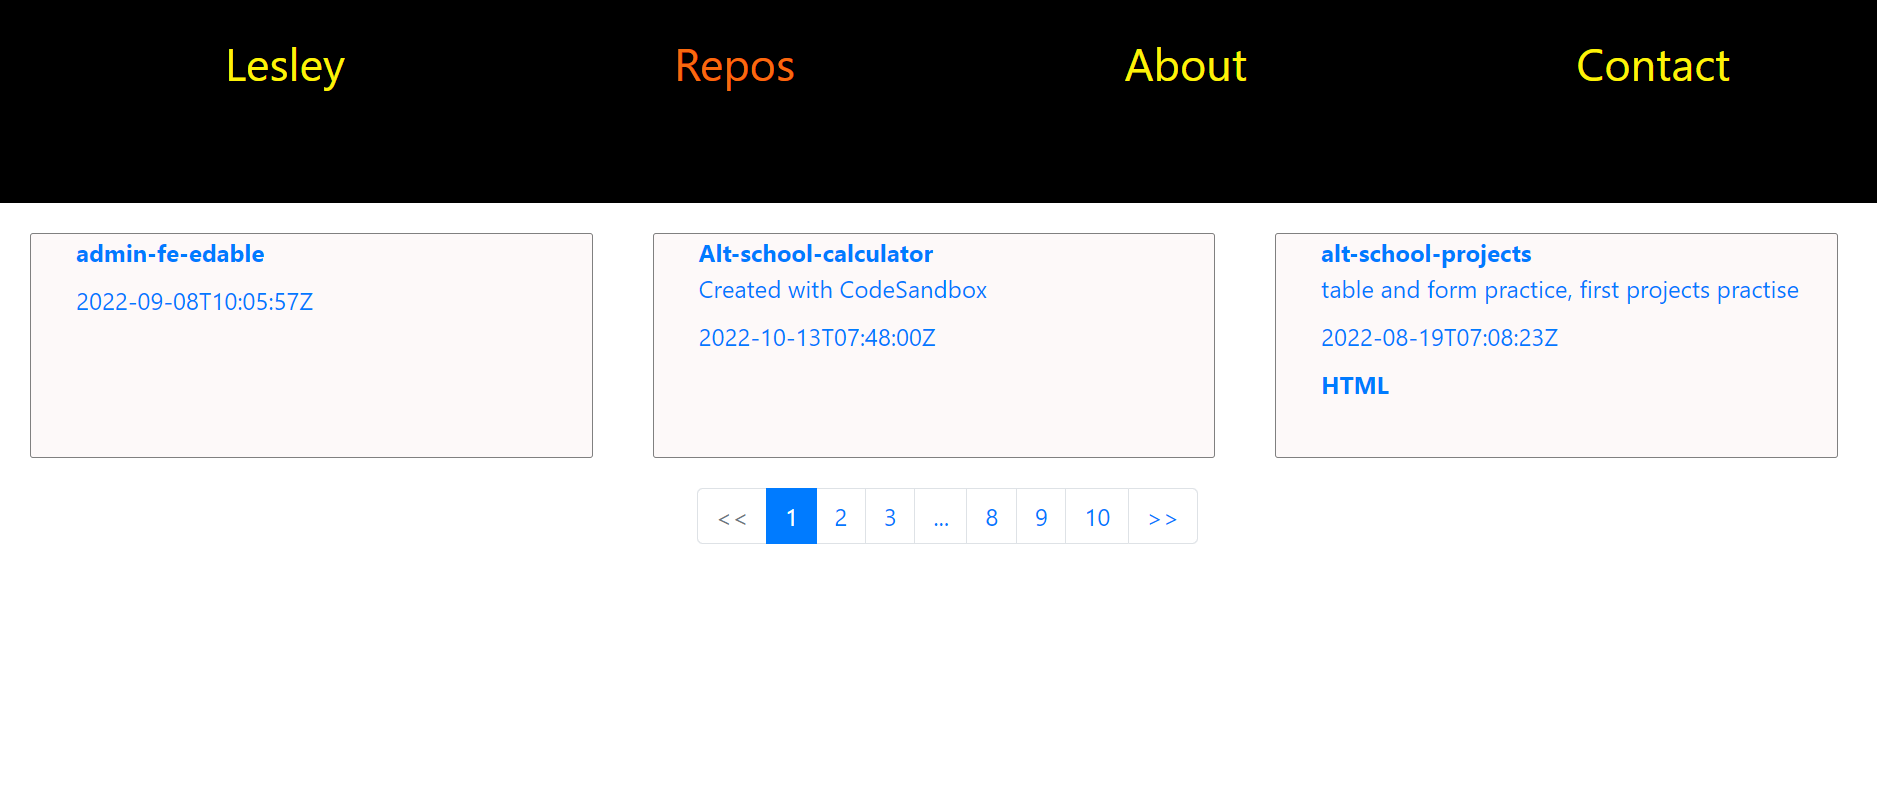 Lesley Repos About Contact
admin-fe-edable
2022-09-08T10:05:57Z
Alt-school-calculator
Created with CodeSandbox
2022-10-13T07:48:00Z
alt-school-projects
table and form practice, first projects practise
2022-08-19T07:08:23Z
HTML
<< 1 2 3 ... 8 9 10 >>